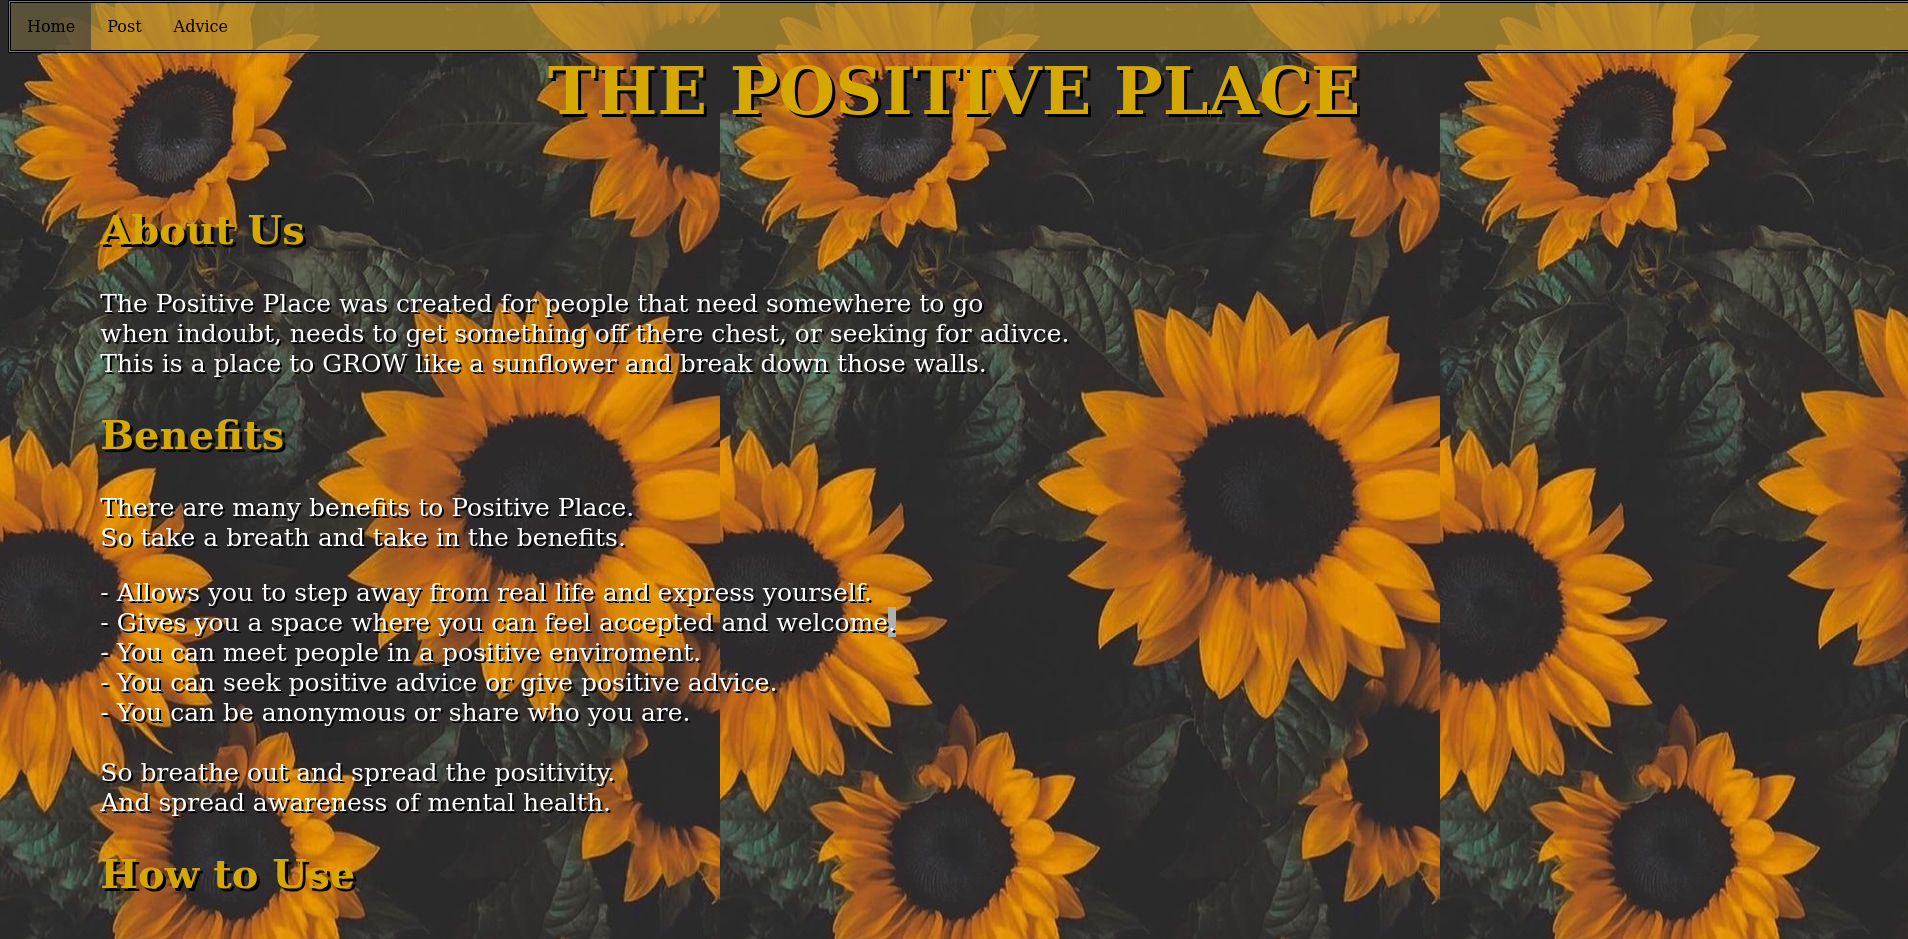 Home Post Advice
THE POSITIVE PLACE
About Us
The Positive Place was created for people that need somewhere to go
when indoubt, needs to get something off there chest, or seeking for adivce.
This is a place to GROW like a sunflower and break down those walls.
Benefits
There are many benefits to Positive Place.
So take a breath and take in the benefits.
- Allows you to step away from real life and express yourself.
- Gives you a space where you can feel accepted and welcome.
- You can meet people in a positive enviroment.
- You can seek positive advice or give positive advice.
- You can be anonymous or share who you are.
So breathe out and spread the positivity.
And spread awareness of mental health.
How to Use